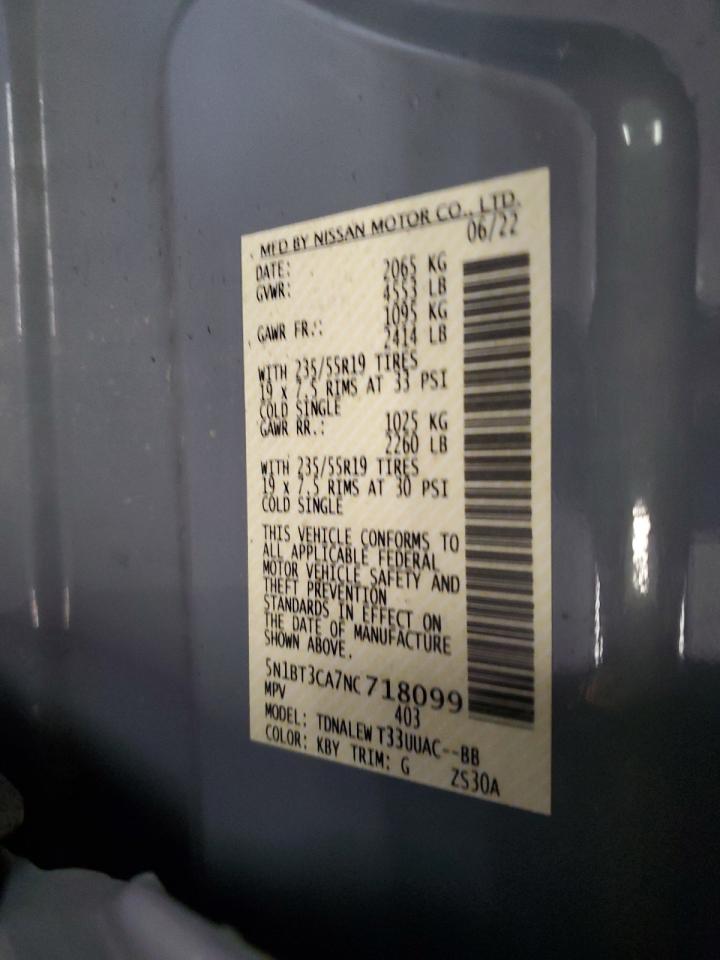 MFD BY NISSAN MOTOR CO., LTD.
DATE: 06/22
GVWR: 2065 KG
4553 LB
GAWR FR.: 1095 KG
2414 LB
WITH 235/55R19 TIRES
19 x 7.5 RIMS AT 33 PSI
COLD SINGLE
GAWR RR.: 1025 KG
2260 LB
WITH 235/55R19 TIRES
19 x 7.5 RIMS AT 30 PSI
COLD SINGLE
THIS VEHICLE CONFORMS TO
ALL APPLICABLE FEDERAL
MOTOR VEHICLE SAFETY AND
THEFT PREVENTION
STANDARDS IN EFFECT ON
THE DATE OF MANUFACTURE
SHOWN ABOVE.
5N1BT3CA7NC718099
MPV 403
MODEL: TDNALEW T33UUAC--BB
COLOR: KBY TRIM: G ZS30A